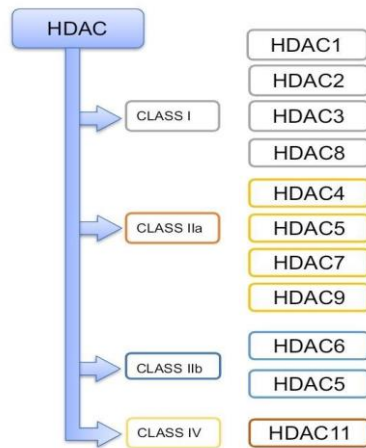 HDAC
CLASS I
HDAC1
HDAC2
HDAC3
HDAC8
CLASS IIa
HDAC4
HDAC5
HDAC7
HDAC9
CLASS IIb
HDAC6
HDAC5
CLASS IV
HDAC11